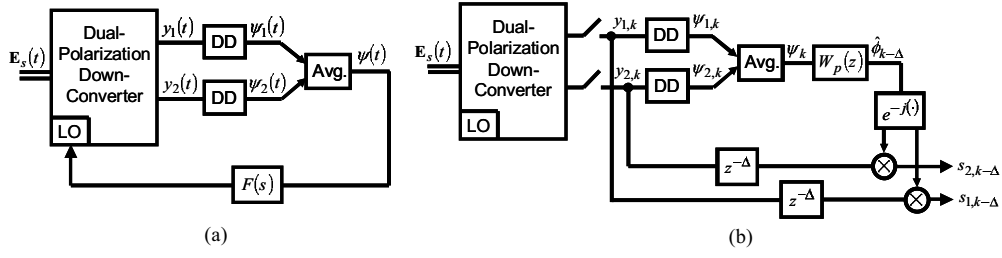 E_s(t)
Dual-
Polarization
Down-
Converter
LO
y_1(t)
DD
ψ_1(t)
y_2(t)
DD
ψ_2(t)
Avg.
ψ(t)
F(s)
(a)
E_s(t)
Dual-
Polarization
Down-
Converter
LO
y_{1,k}
DD
ψ_{1,k}
y_{2,k}
DD
ψ_{2,k}
Avg.
ψ_k
W_p(z)
ϕ̂_{k−Δ}
e^{−j(·)}
z^{−Δ}
s_{2,k−Δ}
z^{−Δ}
s_{1,k−Δ}
(b)